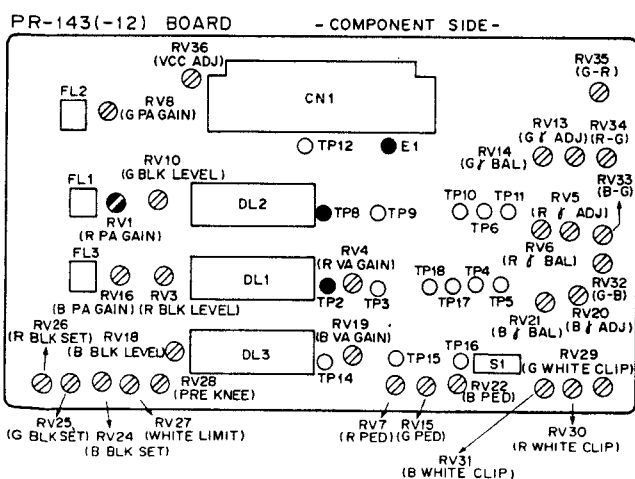 PR-143(-12) BOARD - COMPONENT SIDE-
RV36
(VCC ADJ)
RV35
(G-R)
FL2
RV8
(G PA GAIN)
CN1
RV13
(G γ ADJ)
RV34
(R-G)
TP12
E1
RV14
(G γ BAL)
RV10
(G BLK LEVEL)
RV33
(B-G)
FL1
RV1
(R PA GAIN)
DL2
TP8
TP9
TP10
TP11
TP6
RV5
(R γ ADJ)
RV6
(R γ BAL)
FL3
RV4
(R VA GAIN)
DL1
TP2
TP3
TP18
TP4
TP17
TP5
RV16
(B PA GAIN)
RV3
(R BLK LEVEL)
RV32
(G-B)
RV20
(B γ ADJ)
RV21
(B γ BAL)
RV26
(R BLK SET)
RV18
(B BLK LEVEL)
RV19
(B VA GAIN)
DL3
TP14
TP15
TP16
S1
RV29
(G WHITE CLIP)
RV28
(PRE KNEE)
RV22
(B PED)
RV25
(G BLK SET)
RV24
(B BLK SET)
RV27
(WHITE LIMIT)
RV7
(R PED)
RV15
(G PED)
RV30
(R WHITE CLIP)
RV31
(B WHITE CLIP)